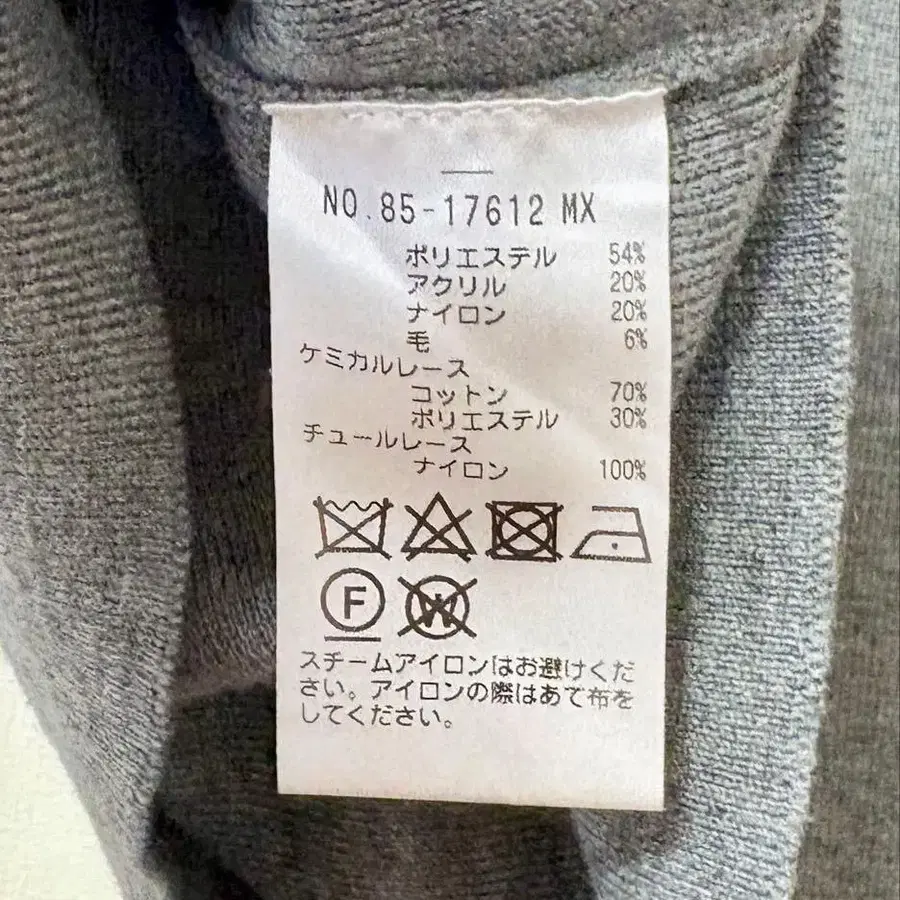 NO.85-17612 MX
ポリエステル 54%
アクリル 20%
ナイロン 20%
毛 6%
ケミカルレース
コットン 70%
ポリエステル 30%
チュールレース
ナイロン 100%
F W
スチームアイロンはお避けくだ
さい。アイロンの際はあて布を
してください。